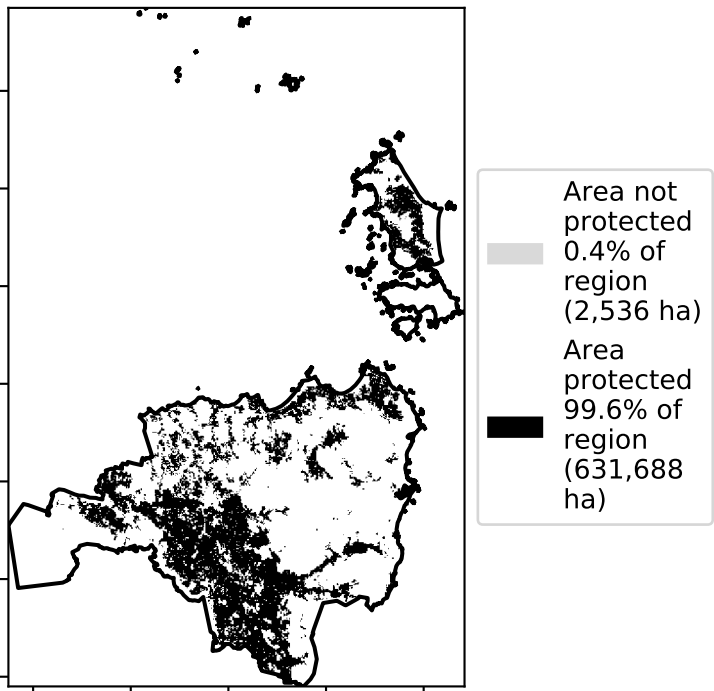 Area not
protected
0.4% of
region
(2,536 ha)
Area
protected
99.6% of
region
(631,688
ha)